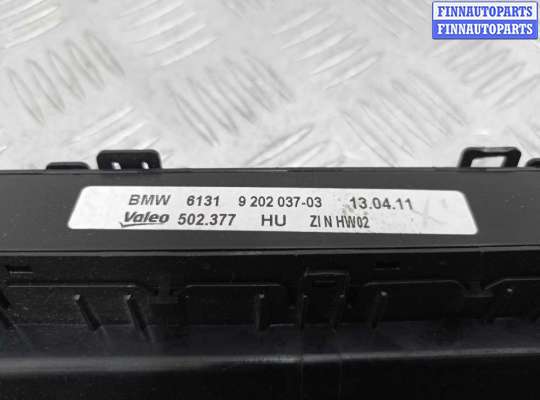 FINNAUTOPARTS
FINNAUTOPARTS
BMW 6131 9 202 037-03 13.04.11
Valeo 502.377 HU ZI N HW02